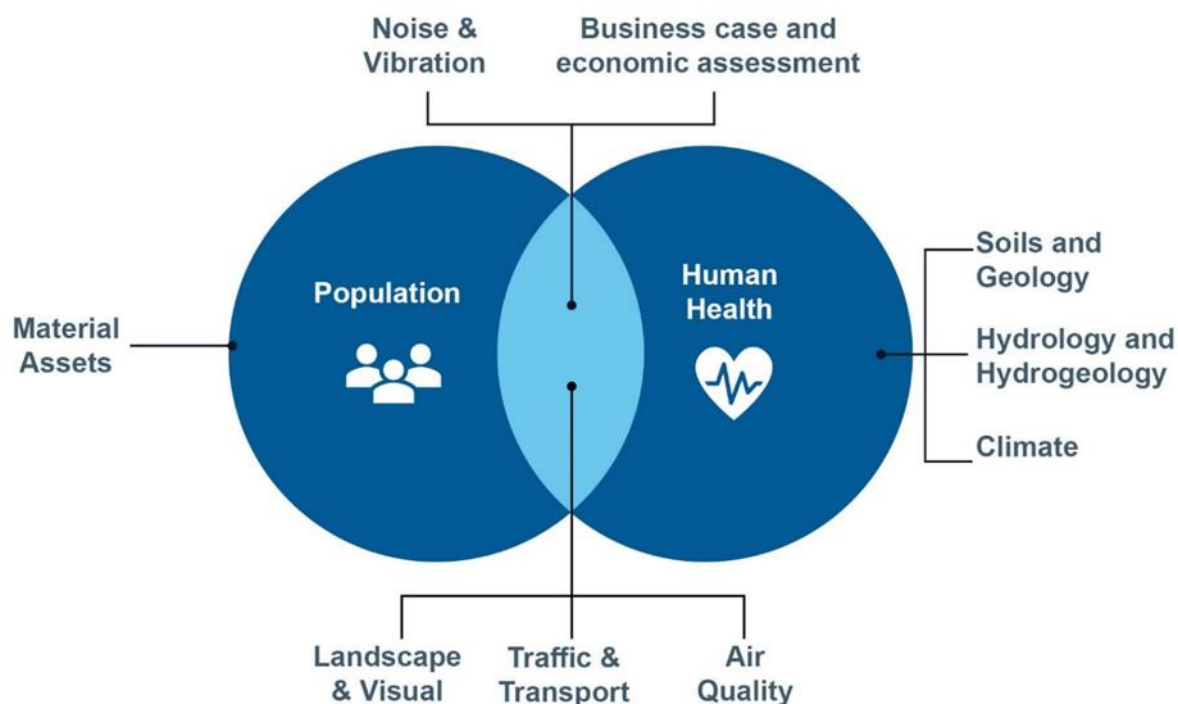 Noise &
Vibration
Business case and
economic assessment
Population
Human
Health
Material
Assets
Soils and
Geology
Hydrology and
Hydrogeology
Climate
Landscape
& Visual
Traffic &
Transport
Air
Quality